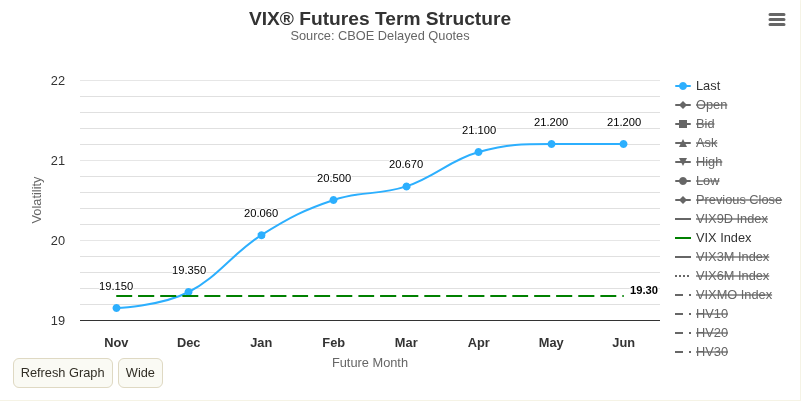 VIX® Futures Term Structure
Source: CBOE Delayed Quotes
Volatility
22
21
20
19
19.150
19.350
20.060
20.500
20.670
21.100
21.200
21.200
19.30
Nov Dec Jan Feb Mar Apr May Jun
Future Month
Last
Open
Bid
Ask
High
Low
Previous Close
VIX9D Index
VIX Index
VIX3M Index
VIX6M Index
VIXMO Index
HV10
HV20
HV30
Refresh Graph Wide